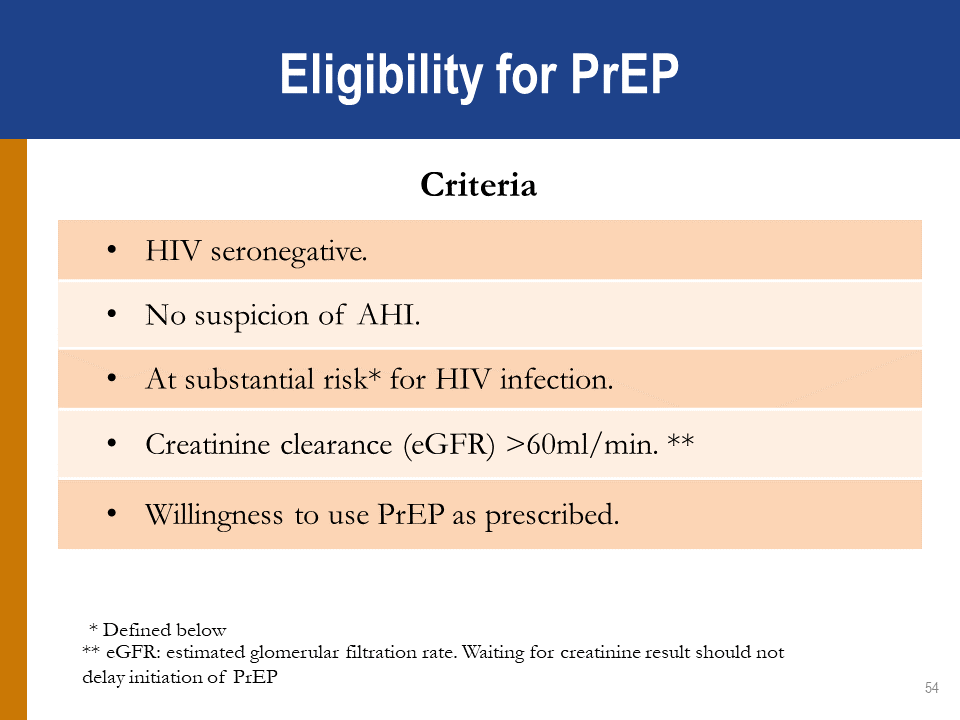 Eligibility for PrEP
Criteria
• HIV seronegative.
• No suspicion of AHI.
• At substantial risk* for HIV infection.
• Creatinine clearance (eGFR) >60ml/min. **
• Willingness to use PrEP as prescribed.
* Defined below
** eGFR: estimated glomerular filtration rate. Waiting for creatinine result should not
delay initiation of PrEP
54